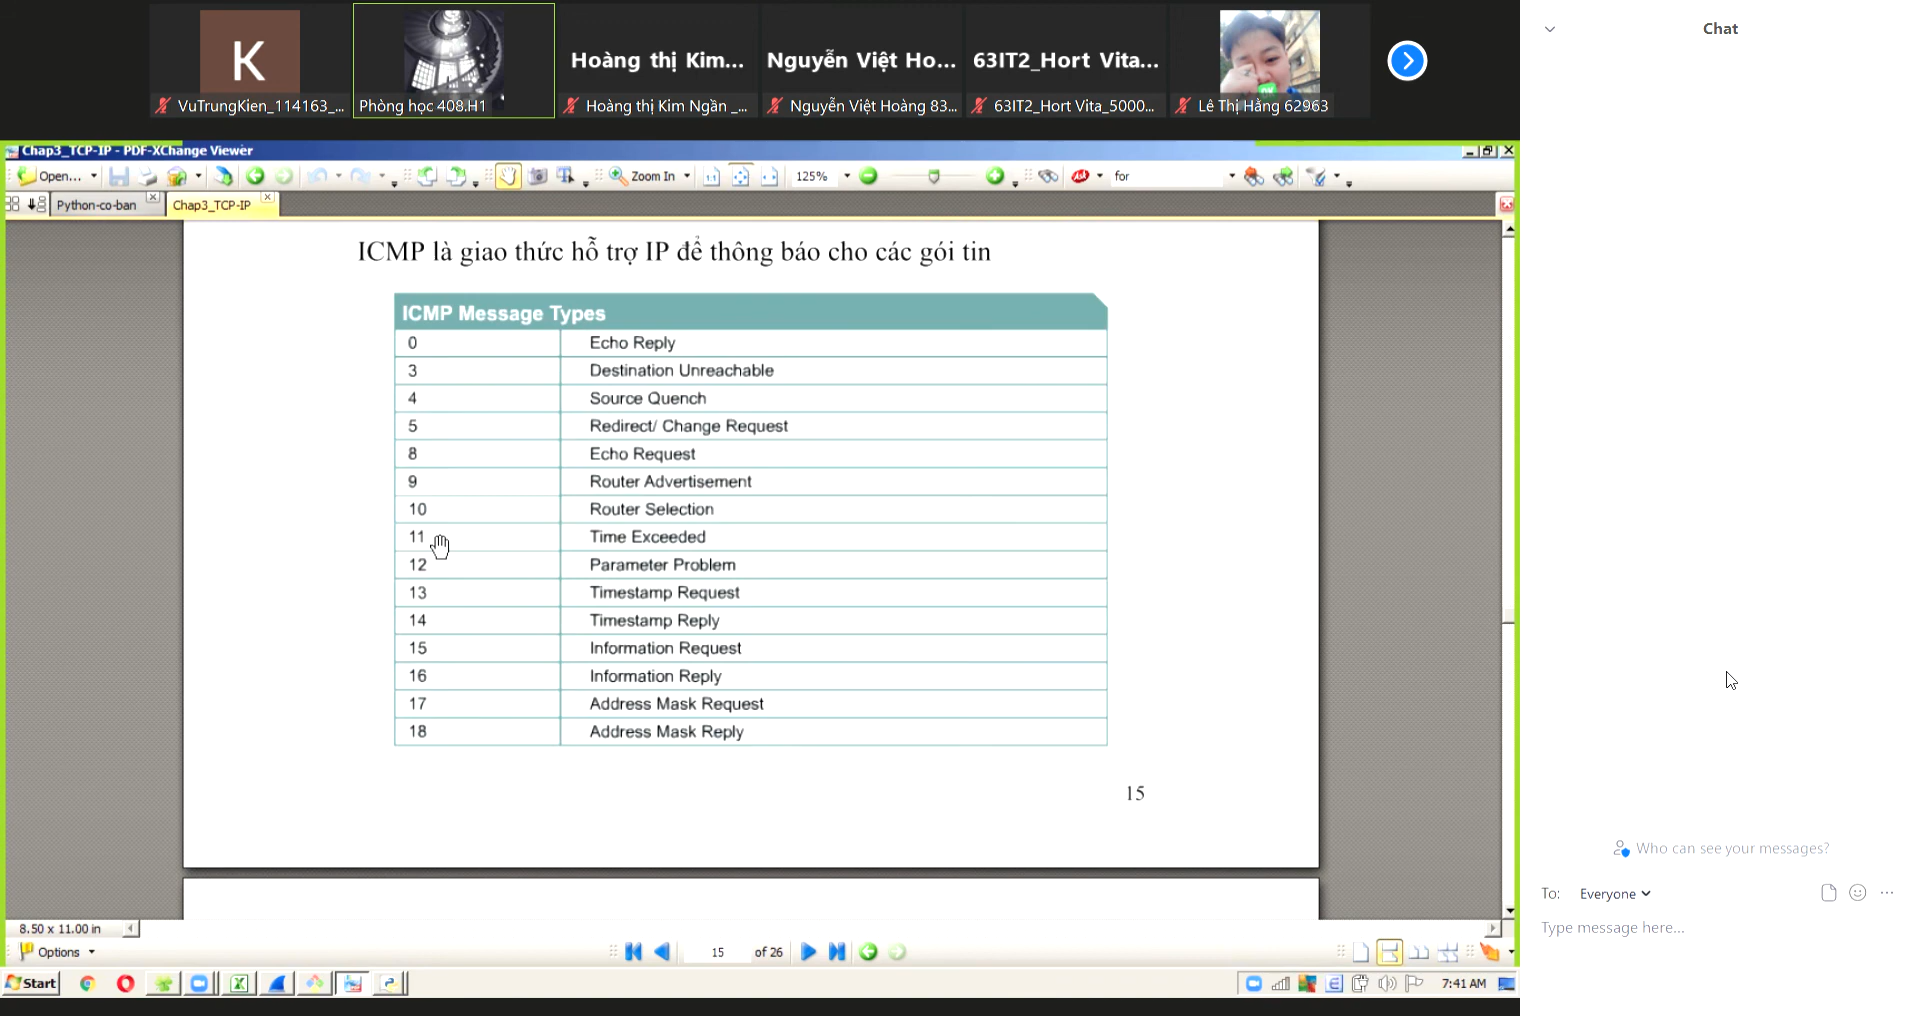 K
Hoàng thị Kim...
Nguyễn Việt Ho...
63IT2_Hort Vita...
VuTrungKien_114163_...
Phòng học 408.H1
Hoàng thị Kim Ngần _...
Nguyễn Việt Hoàng 83...
63IT2_Hort Vita_5000...
Lê Thị Hằng 62963
Chat
Chap3_TCP-IP - PDF-XChange Viewer
Open...
Zoom In
125%
for
Python-co-ban
Chap3_TCP-IP
ICMP là giao thức hỗ trợ IP để thông báo cho các gói tin
ICMP Message Types
0 Echo Reply
3 Destination Unreachable
4 Source Quench
5 Redirect/ Change Request
8 Echo Request
9 Router Advertisement
10 Router Selection
11 Time Exceeded
12 Parameter Problem
13 Timestamp Request
14 Timestamp Reply
15 Information Request
16 Information Reply
17 Address Mask Request
18 Address Mask Reply
15
8.50 x 11.00 in
Options
15 of 26
Start
7:41 AM
Who can see your messages?
To: Everyone
Type message here...